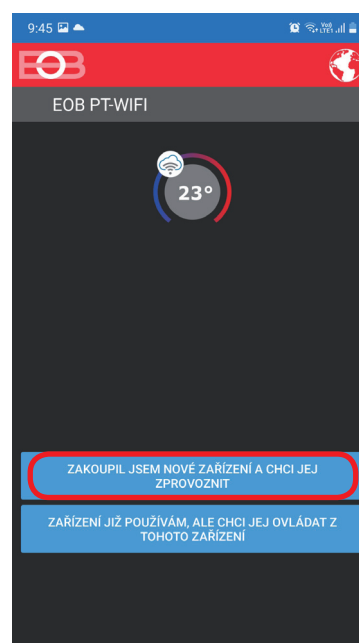 9:45
EOB
EOB PT-WIFI
23°
ZAKOUPIL JSEM NOVÉ ZAŘÍZENÍ A CHCI JEJ
ZPROVOZNIT
ZAŘÍZENÍ JIŽ POUŽÍVÁM, ALE CHCI JEJ OVLÁDAT Z
TOHOTO ZAŘÍZENÍ